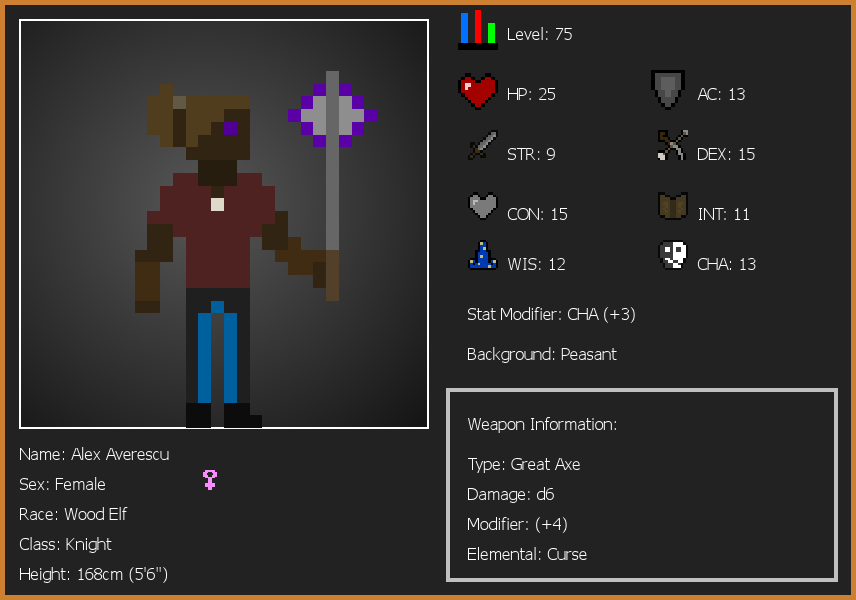 Level: 75
HP: 25
AC: 13
STR: 9
DEX: 15
CON: 15
INT: 11
WIS: 12
CHA: 13
Stat Modifier: CHA (+3)
Background: Peasant
Name: Alex Averescu
Sex: Female
Race: Wood Elf
Class: Knight
Height: 168cm (5'6")
Weapon Information:
Type: Great Axe
Damage: d6
Modifier: (+4)
Elemental: Curse